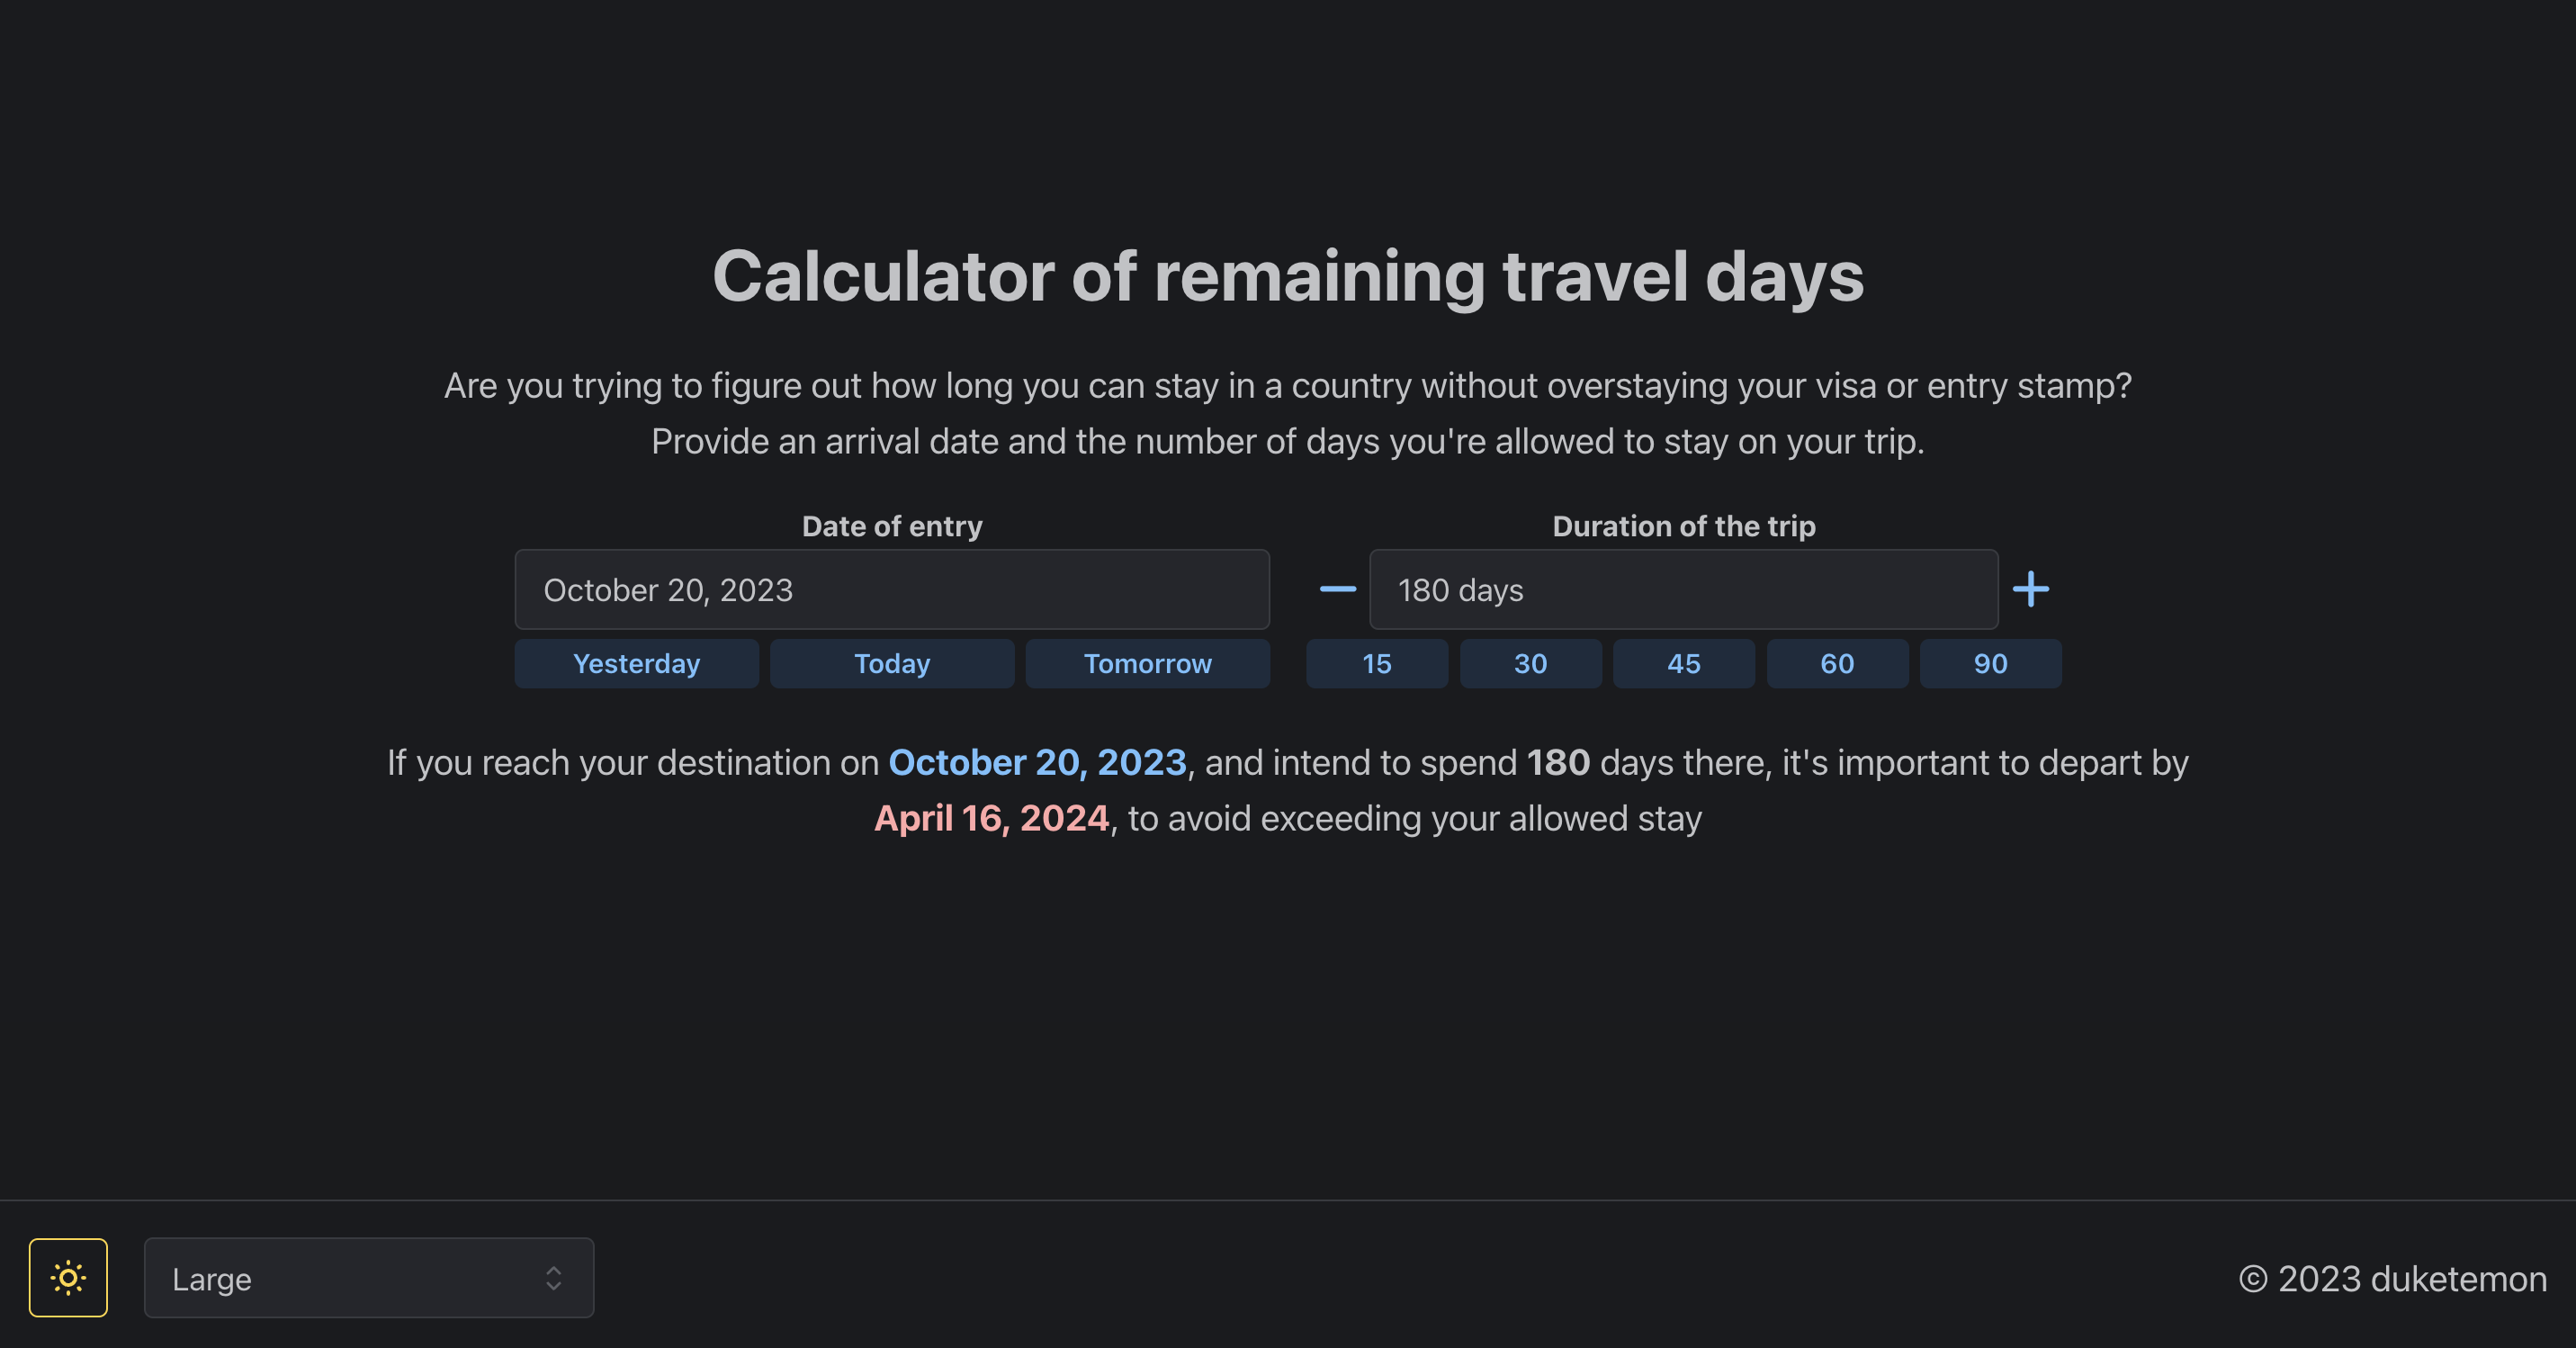 Calculator of remaining travel days
Are you trying to figure out how long you can stay in a country without overstaying your visa or entry stamp?
Provide an arrival date and the number of days you're allowed to stay on your trip.
Date of entry
October 20, 2023
Yesterday Today Tomorrow
Duration of the trip
180 days
15 30 45 60 90
If you reach your destination on October 20, 2023, and intend to spend 180 days there, it's important to depart by
April 16, 2024, to avoid exceeding your allowed stay
Large
© 2023 duketemon